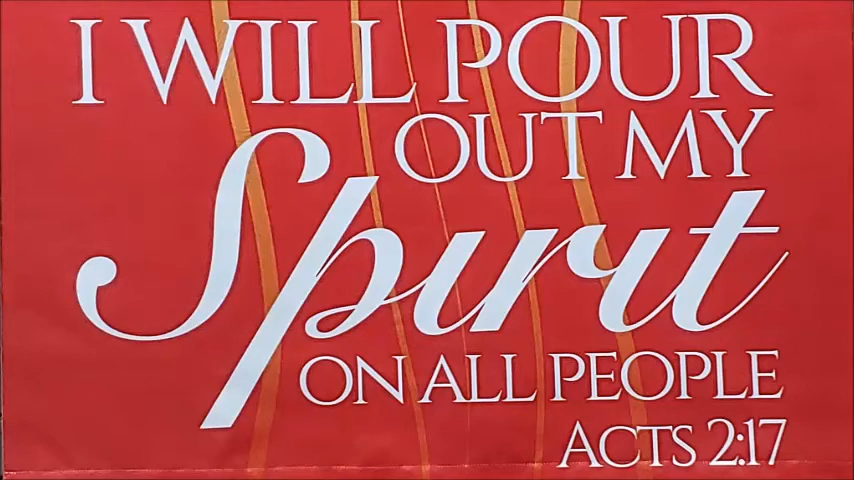 I WILL POUR
OUT MY
Spirit
ON ALL PEOPLE
ACTS 2:17